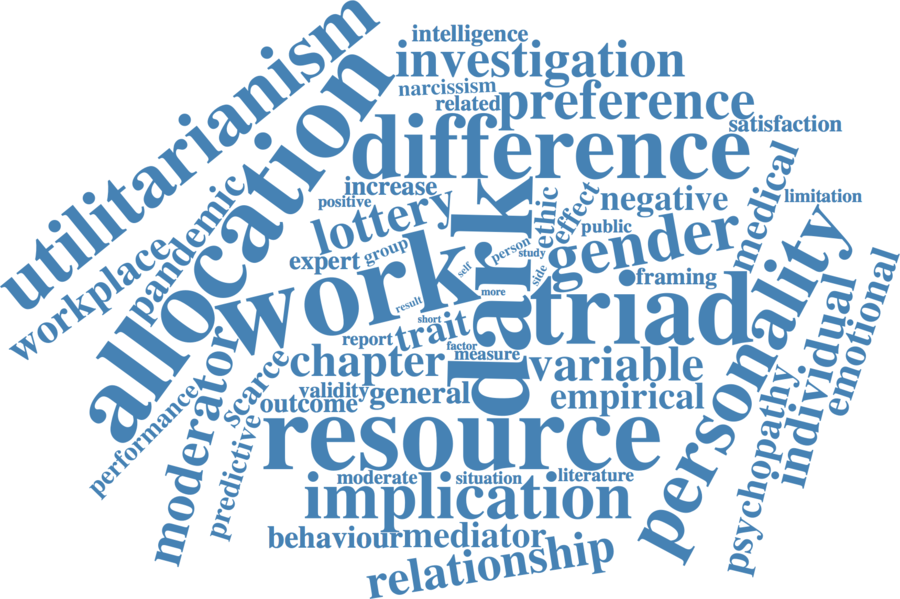 intelligence
investigation
narcissism
related
preference
utilitarianism
allocation
difference
satisfaction
increase
positive
lottery
dark
ethic
effect
negative
medical
limitation
workplace
pandemic
expert
group
work
self
person
study
side
public
gender
framing
personality
result
more
short
triad
individual
emotional
report
trait
factor
measure
chapter
variable
moderator
scarce
validity
general
outcome
empirical
performance
predictive
resource
psychopathy
moderate
situation
literature
implication
behaviour
mediator
relationship